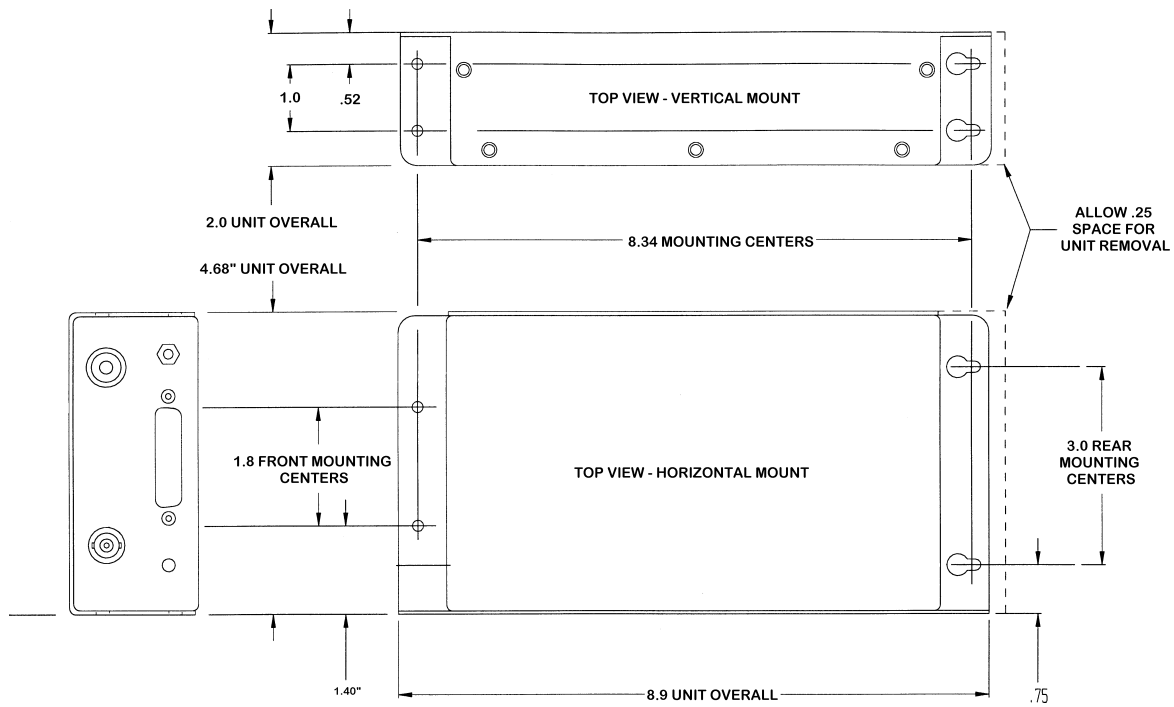 1.0
.52
TOP VIEW - VERTICAL MOUNT
2.0 UNIT OVERALL
ALLOW .25
SPACE FOR
UNIT REMOVAL
8.34 MOUNTING CENTERS
4.68" UNIT OVERALL
1.8 FRONT MOUNTING
CENTERS
TOP VIEW - HORIZONTAL MOUNT
3.0 REAR
MOUNTING
CENTERS
1.40"
8.9 UNIT OVERALL
.75